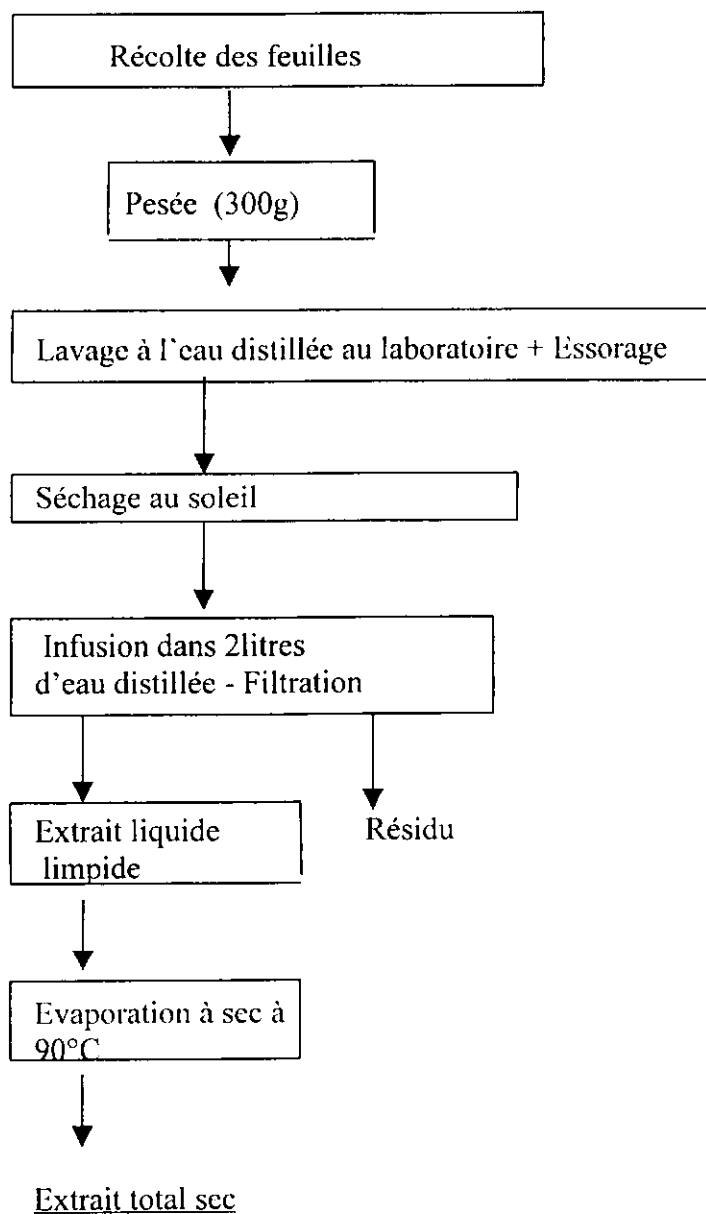 Récolte des feuilles
Pesée (300g)
Lavage à l'eau distillée au laboratoire + Essorage
Séchage au soleil
Infusion dans 2litres
d'eau distillée - Filtration
Extrait liquide
limpide
Résidu
Evaporation à sec à
90°C
Extrait total sec